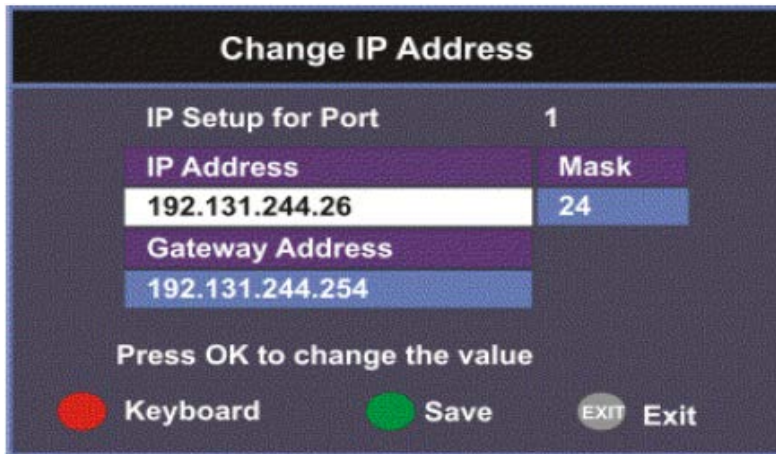 Change IP Address
IP Setup for Port 1
IP Address Mask
192.131.244.26 24
Gateway Address
192.131.244.254
Press OK to change the value
Keyboard Save EXIT Exit